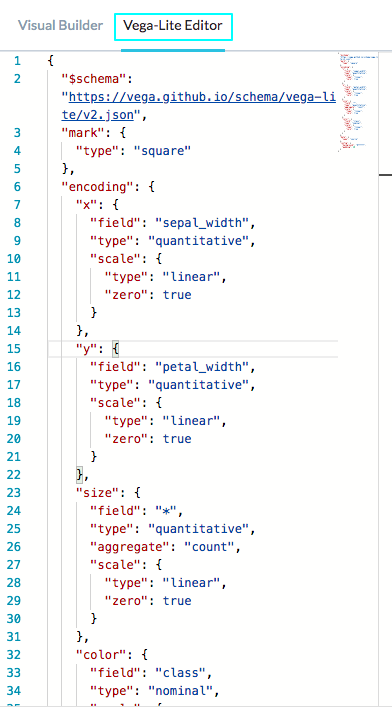 Visual Builder Vega-Lite Editor
1 {
2 "$schema":
"https://vega.github.io/schema/vega-li
te/v2.json",
3 "mark": {
4 "type": "square"
5 },
6 "encoding": {
7 "x": {
8 "field": "sepal_width",
9 "type": "quantitative",
10 "scale": {
11 "type": "linear",
12 "zero": true
13 }
14 },
15 "y": {
16 "field": "petal_width",
17 "type": "quantitative",
18 "scale": {
19 "type": "linear",
20 "zero": true
21 }
22 },
23 "size": {
24 "field": "*",
25 "type": "quantitative",
26 "aggregate": "count",
27 "scale": {
28 "type": "linear",
29 "zero": true
30 }
31 },
32 "color": {
33 "field": "class",
34 "type": "nominal",